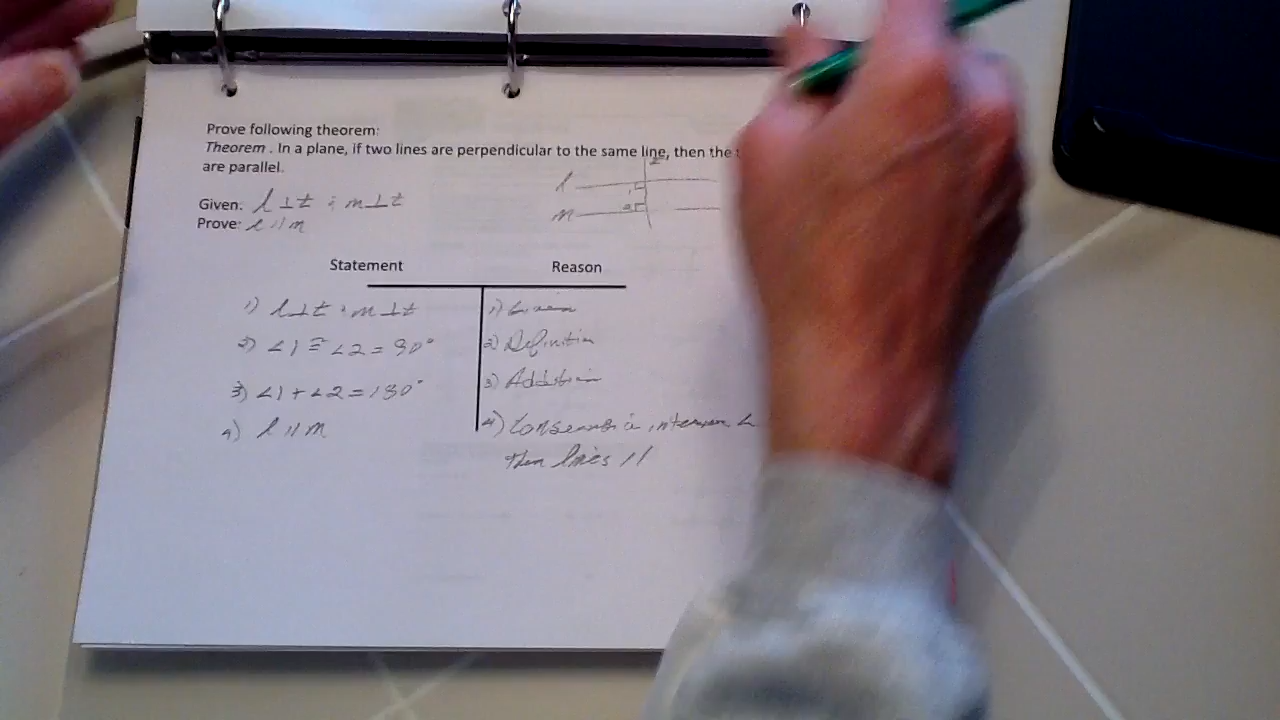 Prove following theorem:
Theorem . In a plane, if two lines are perpendicular to the same line, then the
are parallel.
Given: l ⊥ t ; m ⊥ t
Prove: l // m
l
m
1
2
Statement Reason
1) l ⊥ t ; m ⊥ t 1) Given
2) ∠1 ≅ ∠2 = 90° 2) Definition
3) ∠1 + ∠2 = 180° 3) Addition
4) l // m 4) interior
then lines //